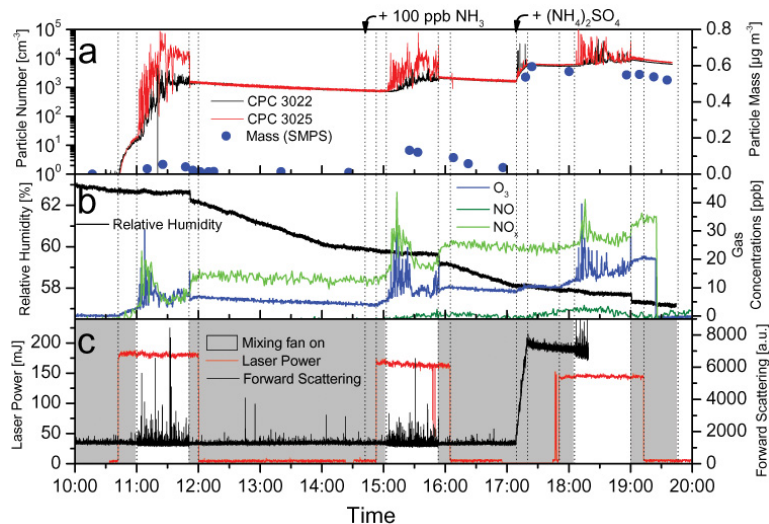 + 100 ppb NH3
+ (NH4)2SO4
a
Particle Number [cm-3]
10^5
10^4
10^3
10^2
10^1
10^0
CPC 3022
CPC 3025
Mass (SMPS)
0.8
0.6
0.4
0.2
0.0
Particle Mass [µg m-3]
b
Relative Humidity [%]
62
60
58
Relative Humidity
O3
NO
NOx
45
40
35
30
25
20
15
10
5
0
Gas
Concentrations [ppb]
c
Laser Power [mJ]
200
150
100
50
0
Mixing fan on
Laser Power
Forward Scattering
8000
6000
4000
2000
0
Forward Scattering [a.u.]
10:00 11:00 12:00 13:00 14:00 15:00 16:00 17:00 18:00 19:00 20:00
Time